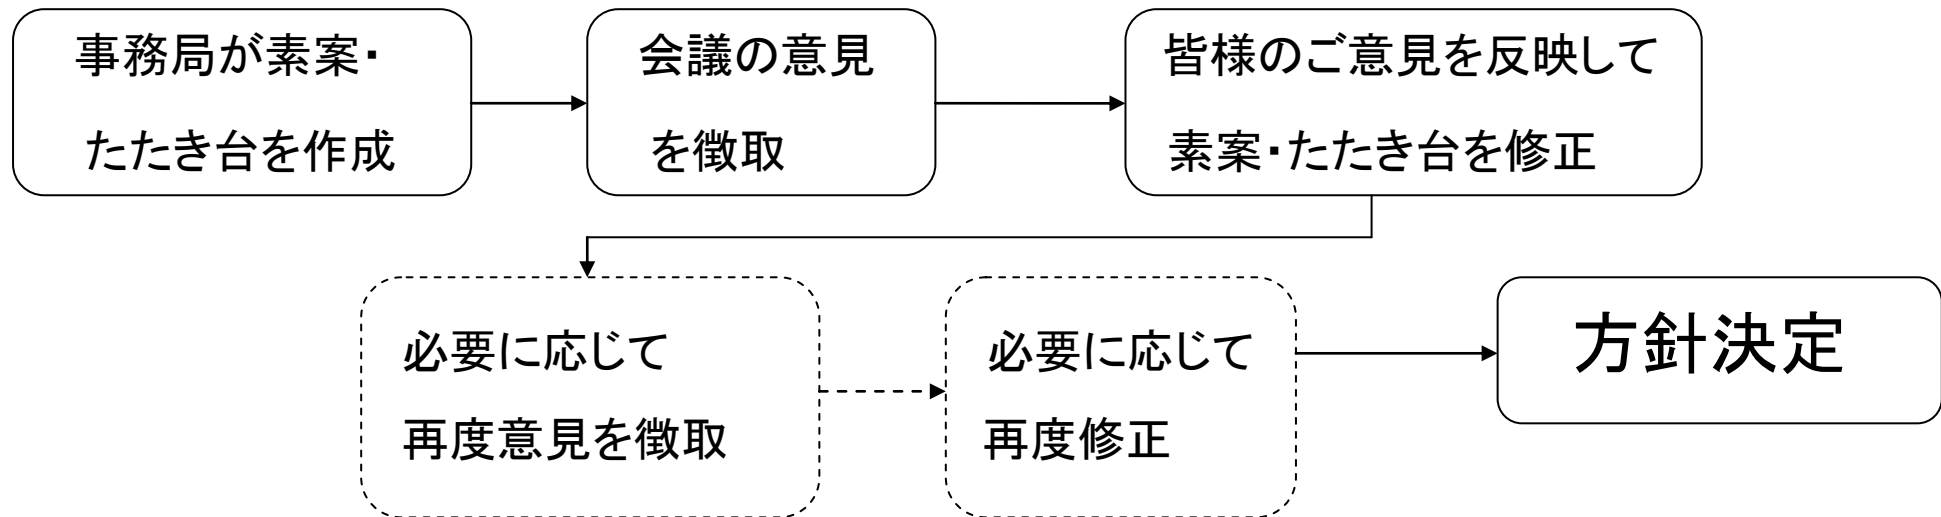 事務局が素案・
たたき台を作成
会議の意見
を徴取
皆様のご意見を反映して
素案・たたき台を修正
必要に応じて
再度意見を徴取
必要に応じて
再度修正
方針決定